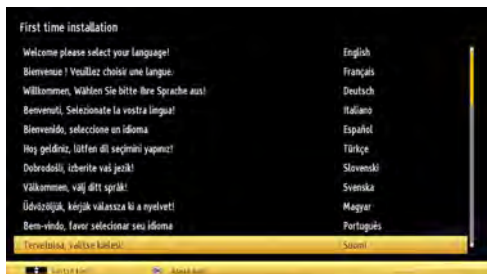 First time installation
Welcome please select your language! English
Bienvenue ! Veuillez choisir une langue. Français
Willkommen, Wählen Sie bitte Ihre Sprache aus! Deutsch
Benvenuti, Selezionate la vostra lingua! Italiano
Bienvenido, seleccione un idioma Español
Hoş geldiniz, lütfen dil seçimini yapınız! Türkçe
Dobrodošli, izberite vaš jezik! Slovenski
Välkommen, välj ditt språk! Svenska
Üdvözöljük, kérjük válassza ki a nyelvet! Magyar
Bem-vindo, favor selecionar seu idioma Português
Tervetuloa, valitse kielesi! Suomi